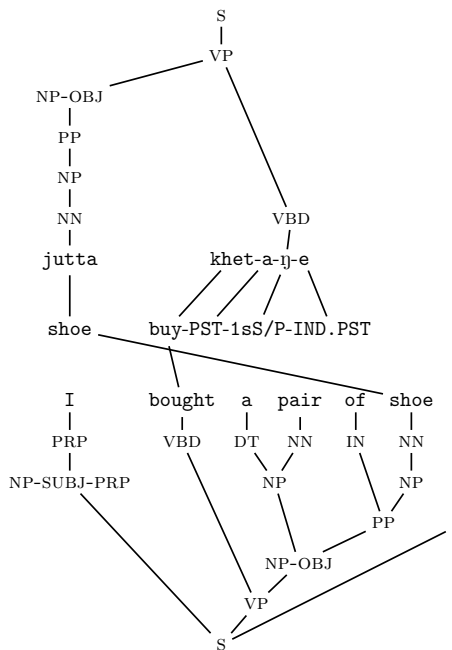 S
VP
NP-OBJ
PP
NP
NN VBD
jutta khet-a-ŋ-e
shoe buy-PST-1sS/P-IND.PST
I bought a pair of shoe
PRP VBD DT NN IN NN
NP-SUBJ-PRP NP NP
PP
NP-OBJ
VP
S